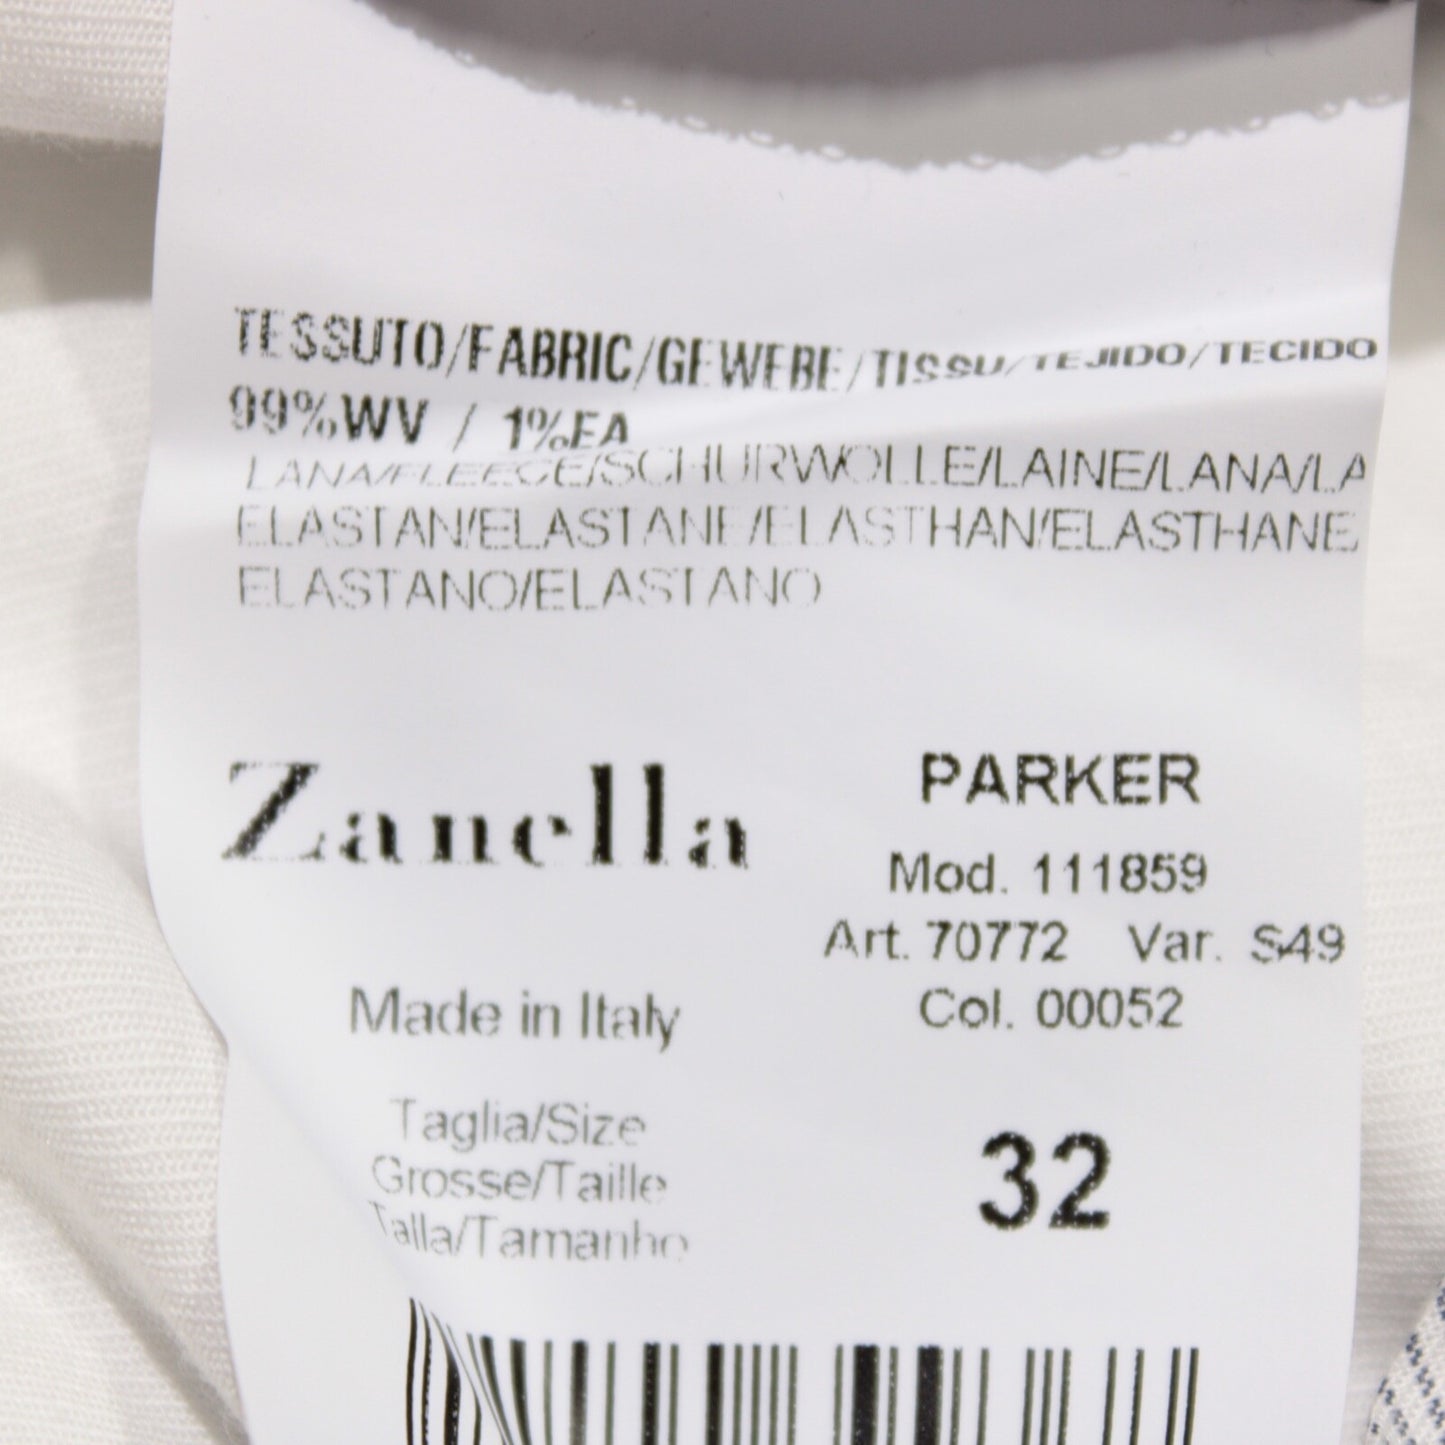 TESSUTO/FABRIC/GEWEBE/TISSU/TEJIDO/TECIDO
99%WV / 1%EA
LANA/FLEECE/SCHURWOLLE/LAINE/LANA/LA
ELASTAN/ELASTANE/ELASTHAN/ELASTHANE/
ELASTANO/ELASTANO
Zanella
PARKER
Mod. 111859
Art. 70772 Var. S49
Col. 00052
Made in Italy
Taglia/Size
Grosse/Taille
Talla/Tamanho
32